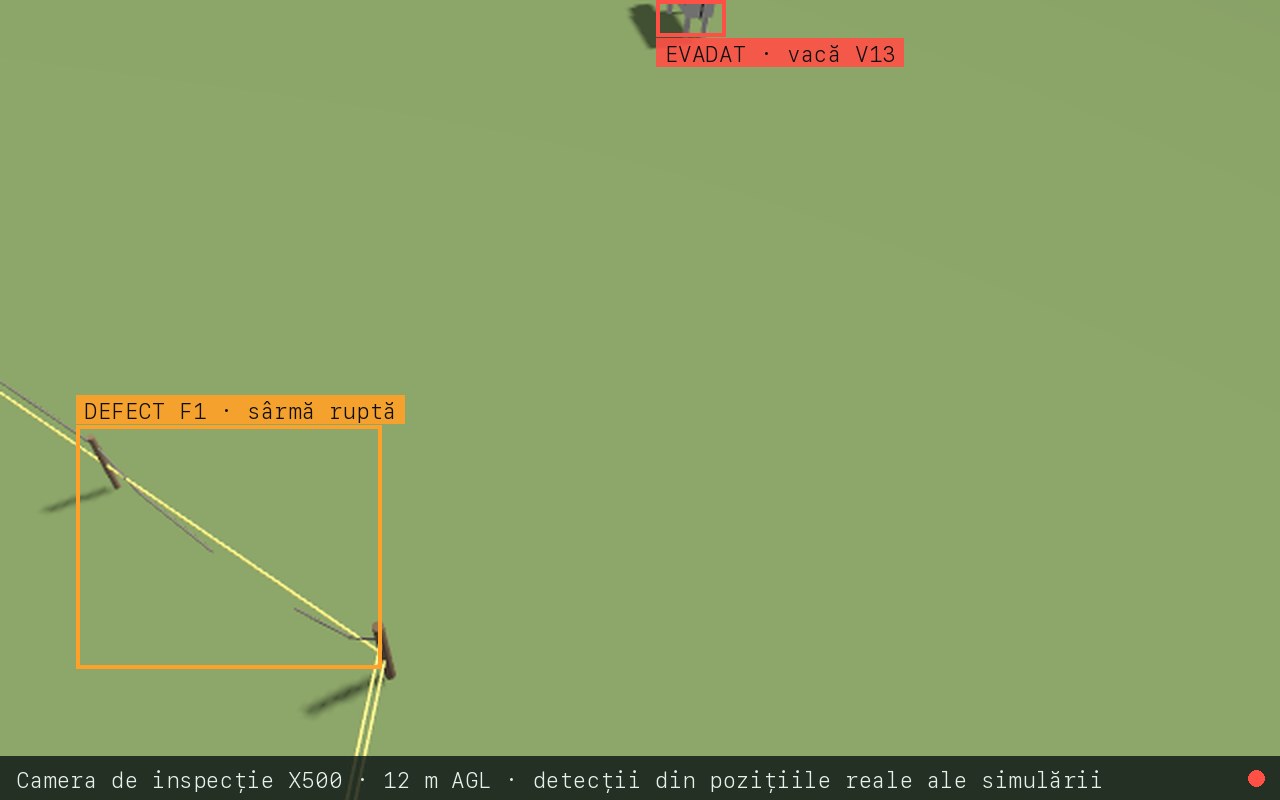 EVADAT · vacă V13
DEFECT F1 · sârmă ruptă
Camera de inspecție X500 · 12 m AGL · detecții din pozițiile reale ale simulării